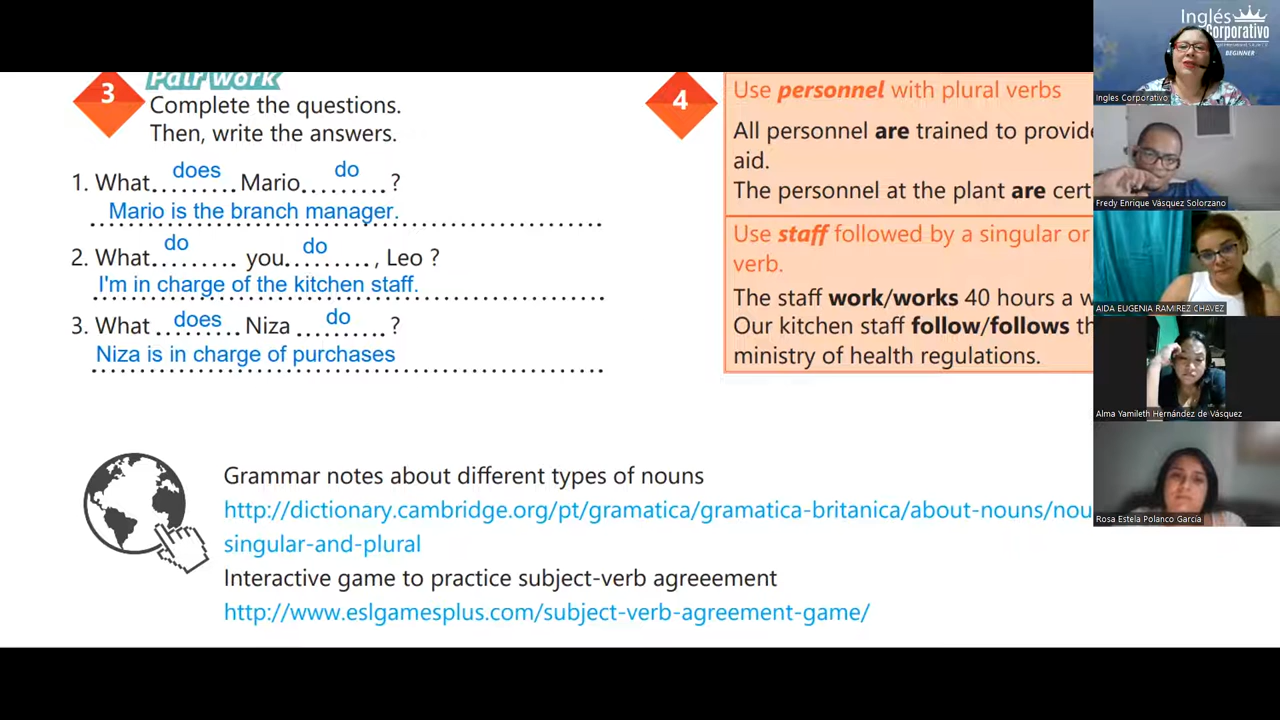 3
Pair work
Complete the questions.
Then, write the answers.
1. What does Mario do ?
Mario is the branch manager.
2. What do you do , Leo ?
I'm in charge of the kitchen staff.
3. What does Niza do ?
Niza is in charge of purchases
4
Use personnel with plural verbs
All personnel are trained to provide
aid.
The personnel at the plant are cert
Use staff followed by a singular or
verb.
The staff work/works 40 hours a w
Our kitchen staff follow/follows th
ministry of health regulations.
Grammar notes about different types of nouns
http://dictionary.cambridge.org/pt/gramatica/gramatica-britanica/about-nouns/nou
singular-and-plural
Interactive game to practice subject-verb agreeement
http://www.eslgamesplus.com/subject-verb-agreement-game/
Inglés
Corporativo
BEGINNER
Ingles Corporativo
Fredy Enrique Vásquez Solorzano
AIDA EUGENIA RAMIREZ CHAVEZ
Alma Yamileth Hernández de Vásquez
Rosa Estela Polanco García